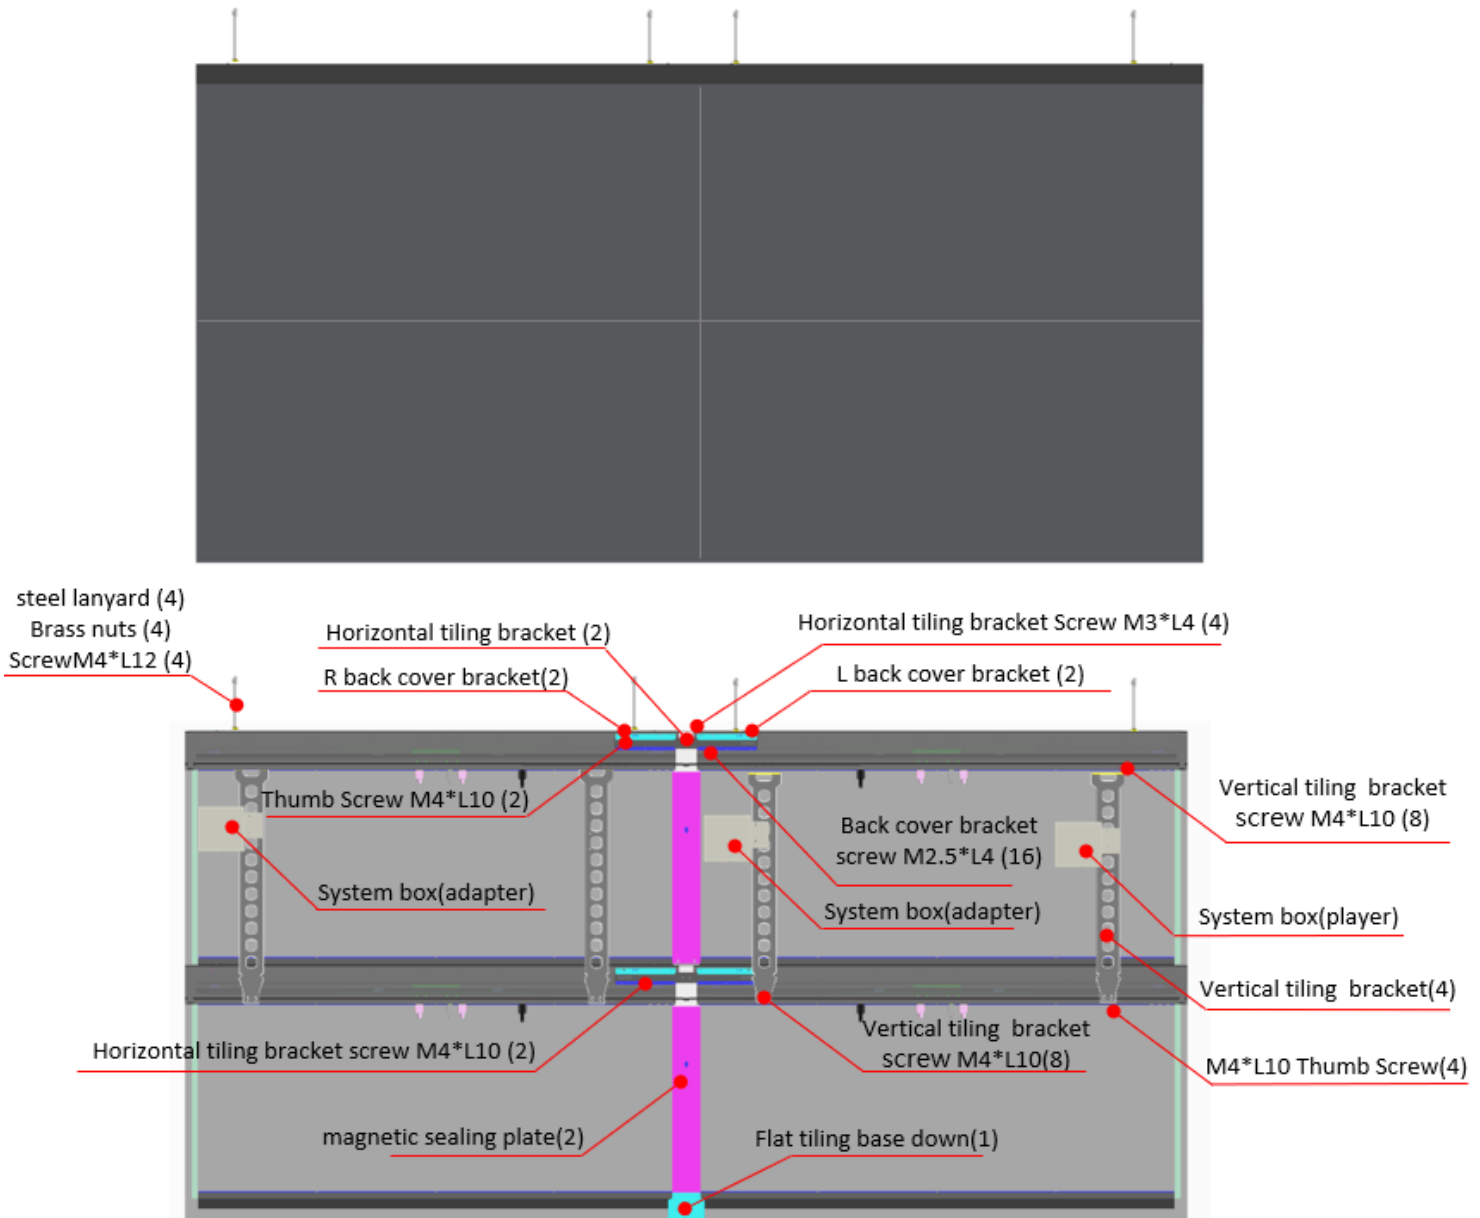 steel lanyard (4)
Brass nuts (4)
ScrewM4*L12 (4)
Horizontal tiling bracket (2)
Horizontal tiling bracket Screw M3*L4 (4)
R back cover bracket(2)
L back cover bracket (2)
Thumb Screw M4*L10 (2)
Vertical tiling bracket
screw M4*L10 (8)
Back cover bracket
screw M2.5*L4 (16)
System box(adapter)
System box(adapter)
System box(player)
Vertical tiling bracket(4)
Horizontal tiling bracket screw M4*L10 (2)
Vertical tiling bracket
screw M4*L10(8)
M4*L10 Thumb Screw(4)
magnetic sealing plate(2)
Flat tiling base down(1)